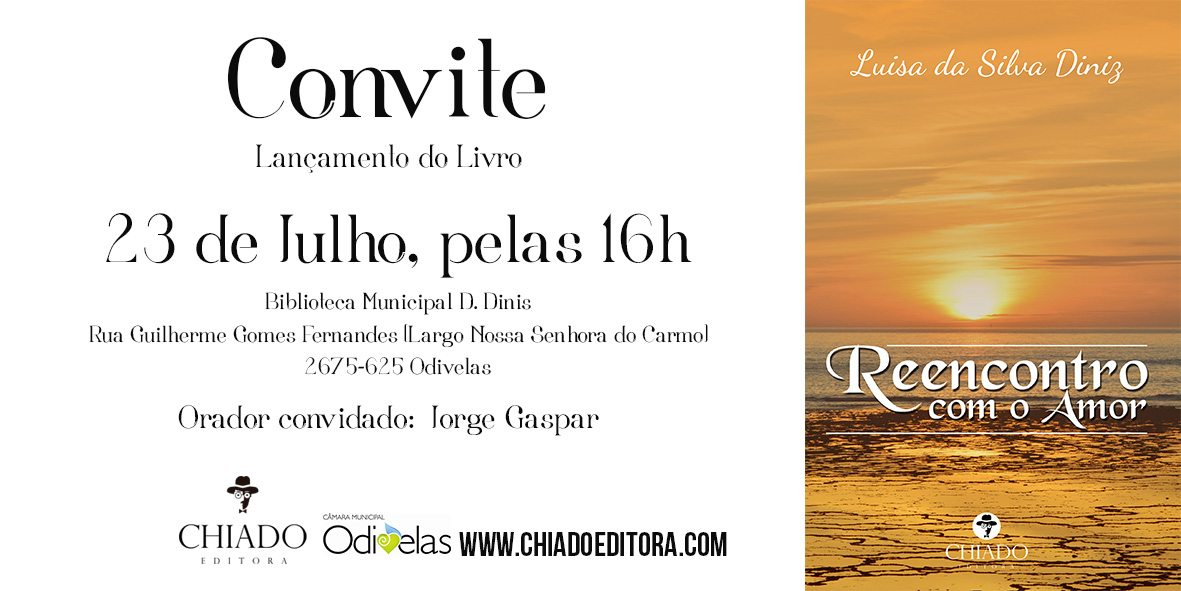 Convite
Lançamento do Livro
23 de Julho, pelas 16h
Biblioteca Municipal D. Dinis
Rua Guilherme Gomes Fernandes (Largo Nossa Senhora do Carmo)
2675-625 Odivelas
Orador convidado: Jorge Gaspar
CHIADO
EDITORA
CÂMARA MUNICIPAL
Odivelas
WWW.CHIADOEDITORA.COM
Luisa da Silva Diniz
Reencontro
com o Amor
CHIADO
EDITORA